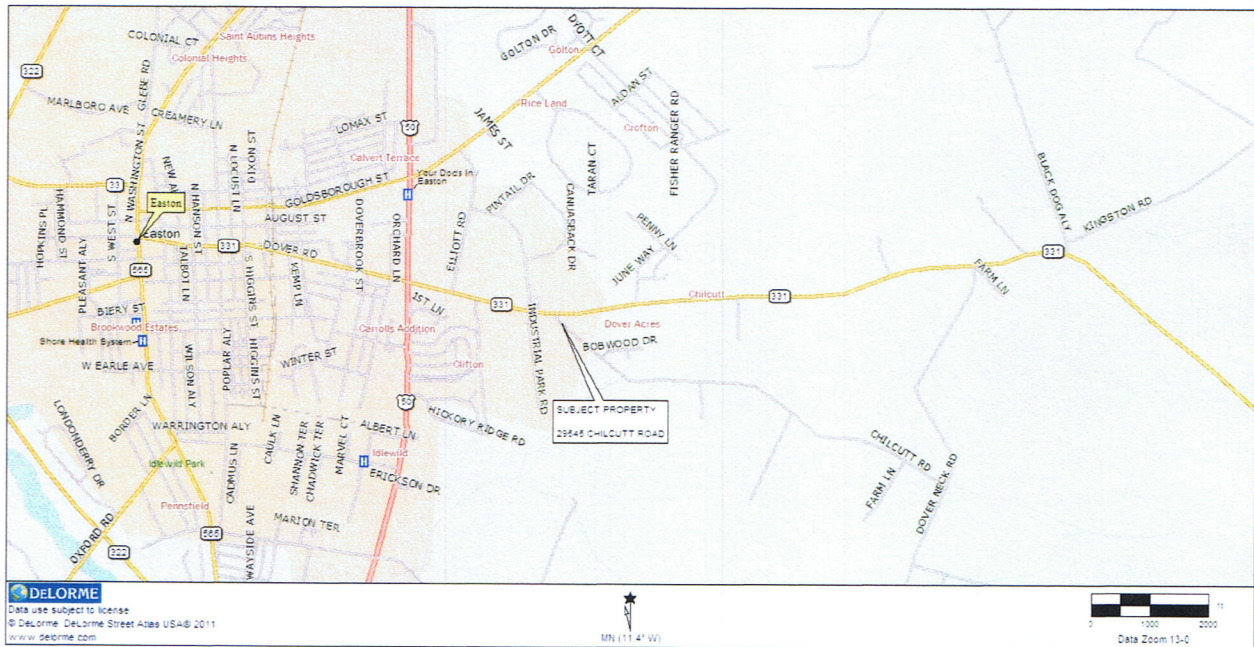 COLONIAL CT
Saint Aubins Heights
Colonial Heights
322
GLEBE RD
MARLBORO AVE
CREAMERY LN
N WASHINGTON ST
GOLTON DR
DYOTT CT
Golton
ALDAN ST
Rice Land
Crofton
FISHER RANGER RD
JAMES ST
TARAN CT
50
LOMAX ST
Calvert Terrace
Your Docs In
Easton
H
DIXON ST
N LOCUST LN
N HANSON ST
GOLDSBOROUGH ST
AUGUST ST
33
HAMMOND ST
HOPKINS PL
S WEST ST
PLEASANT ALY
Easton
Easton
331
DOVER RD
565
TALBOT LN
S HIGGINS ST
HIGGINS ST
KEMP LN
DOVERBROOK ST
ORCHARD LN
ELLIOTT RD
PINTAIL DR
CANVASBACK DR
PENNY LN
JUNE WAY
BLACK DOG ALY
KINGSTON RD
331
FARM LN
331
Chilcutt
331
1ST LN
Dover Acres
BOBWOOD DR
INDUSTRIAL PARK RD
BIERY ST
Brookwood Estates
Shore Health System
H
W EARLE AVE
WILSON ALY
POPLAR ALY
WINTER ST
Carrolls Addition
Clifton
SUBJECT PROPERTY
29545 CHILCUTT ROAD
50
HICKORY RIDGE RD
ALBERT LN
Idlewild
H
ERICKSON DR
MARVEL CT
CHADWICK TER
SHANNON TER
CAULK LN
WARRINGTON ALY
CADMUS LN
BORDER LN
LONDONDERRY DR
Idlewild Park
Pennsfield
MARION TER
WAYSIDE AVE
565
OXFORD RD
322
CHILCUTT RD
FARM LN
DOVER NECK RD
DELORME
Data use subject to license
© DeLorme. DeLorme Street Atlas USA® 2011
www.delorme.com
MN (11.4° W)
ft
0 1000 2000
Data Zoom 13-0